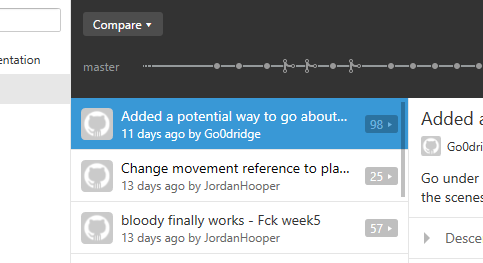 Compare
entation
master
Added a potential way to go about...
11 days ago by Go0dridge
98
Change movement reference to pla...
13 days ago by JordanHooper
25
bloody finally works - Fck week5
13 days ago by JordanHooper
57
Added a
Go0dri
Go under
the scenes
Desce